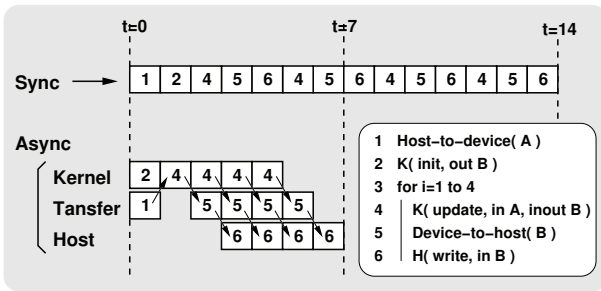 t=0
t=7
t=14
Sync
1 2 4 5 6 4 5 6 4 5 6 4 5 6
Async
Kernel
2 4 4 4 4
Tansfer
1 5 5 5 5
Host
6 6 6 6
1 Host-to-device( A )
2 K( init, out B )
3 for i=1 to 4
4 K( update, in A, inout B )
5 Device-to-host( B )
6 H( write, in B )